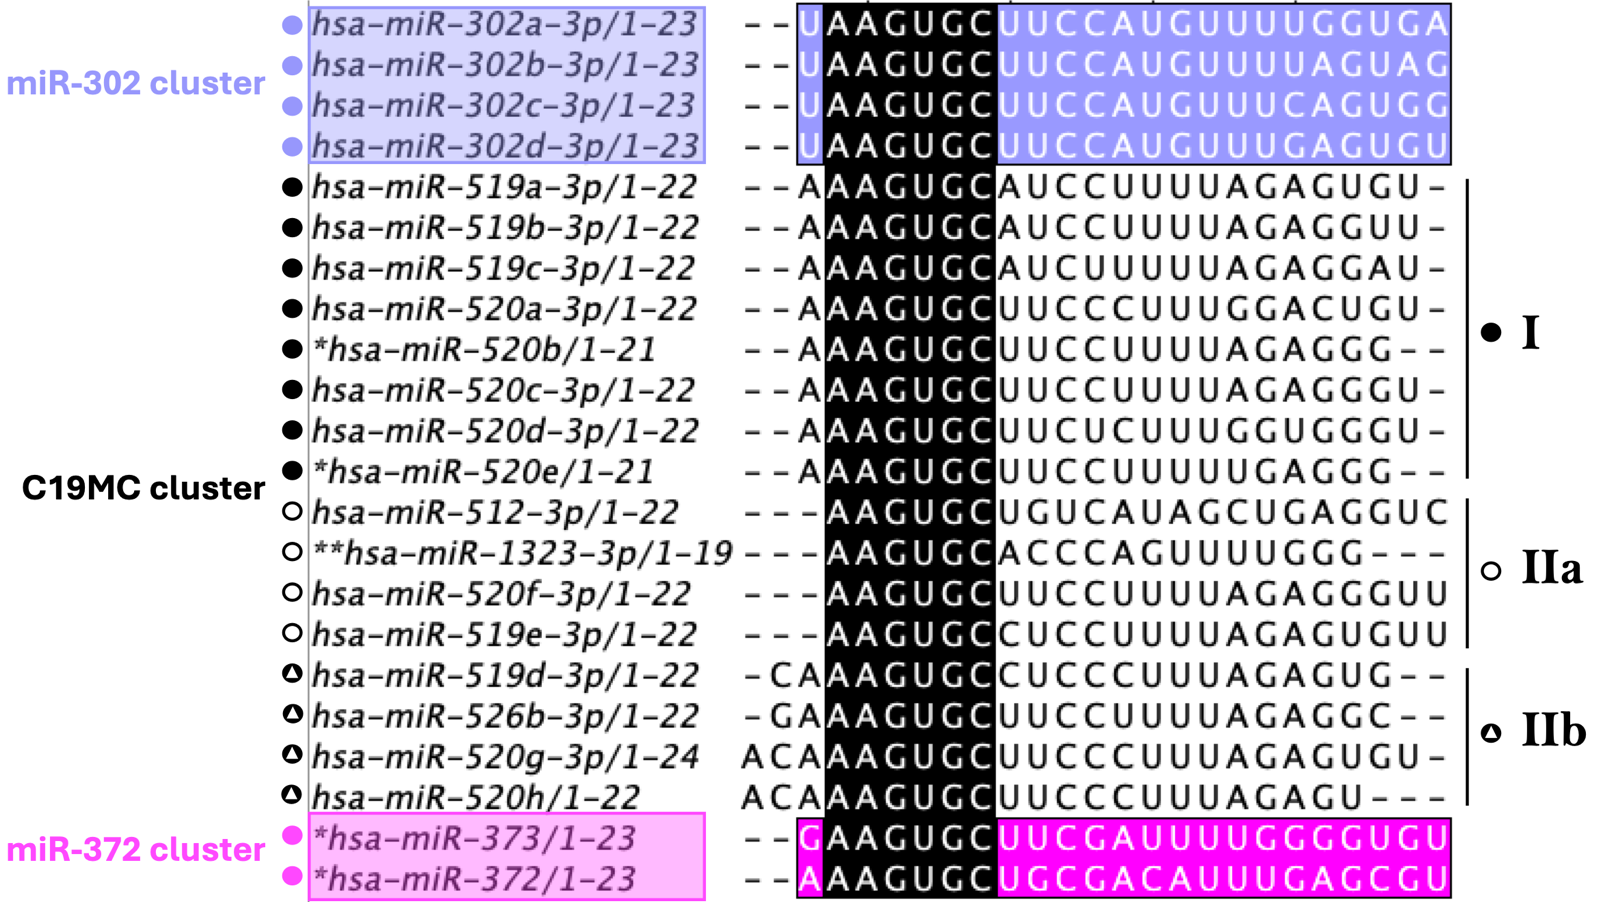 hsa-miR-302a-3p/1-23 --UAAGUGCUUCCAUGUUUUGGUGA
miR-302 cluster
hsa-miR-302b-3p/1-23 --UAAGUGCUUCCAUGUUUUAGUAG
hsa-miR-302c-3p/1-23 --UAAGUGCUUCCAUGUUUCAGUGG
hsa-miR-302d-3p/1-23 --UAAGUGCUUCCAUGUUUGAGUGU
hsa-miR-519a-3p/1-22 --AAAGUGCAUCCUUUUAGAGUGU-
hsa-miR-519b-3p/1-22 --AAAGUGCAUCCUUUUAGAGGUU-
hsa-miR-519c-3p/1-22 --AAAGUGCAUCUUUUUAGAGGAU-
hsa-miR-520a-3p/1-22 --AAAGUGCUUCCCUUUGGACUGU-
I
*hsa-miR-520b/1-21 --AAAGUGCUUCCUUUUAGAGGG--
hsa-miR-520c-3p/1-22 --AAAGUGCUUCCUUUUAGAGGGU-
hsa-miR-520d-3p/1-22 --AAAGUGCUUCUCUUUGGUGGGU-
*hsa-miR-520e/1-21 --AAAGUGCUUCCUUUUUGAGGG--
C19MC cluster
hsa-miR-512-3p/1-22 ---AAGUGCUGUCAUAGCUGAGGUC
**hsa-miR-1323-3p/1-19 ---AAGUGCACCCAGUUUUGGG---
IIa
hsa-miR-520f-3p/1-22 ---AAGUGCUUCCUUUUAGAGGGUU
hsa-miR-519e-3p/1-22 ---AAGUGCCUCCUUUUAGAGUGUU
hsa-miR-519d-3p/1-22 -CAAAGUGCCUCCCUUUAGAGUG--
hsa-miR-526b-3p/1-22 -GAAAGUGCUUCCUUUUAGAGGC--
IIb
hsa-miR-520g-3p/1-24 ACAAAGUGCUUCCCUUUAGAGUGU-
hsa-miR-520h/1-22 ACAAAGUGCUUCCCUUUAGAGU---
*hsa-miR-373/1-23 --GAAGUGCUUCGAUUUUGGGGUGU
miR-372 cluster
*hsa-miR-372/1-23 --AAAGUGCUGCGACAUUUGAGCGU